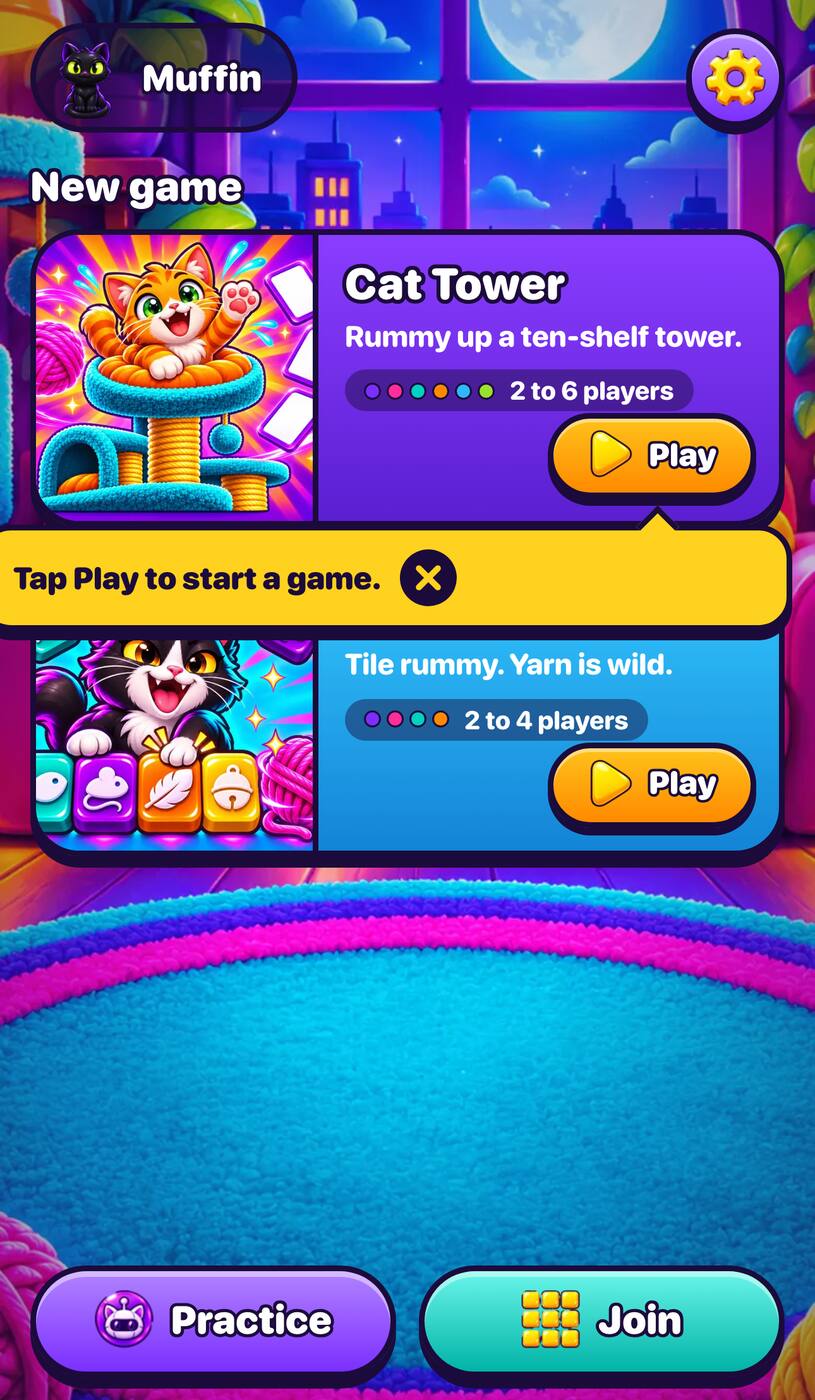 Muffin
New game
Cat Tower
Rummy up a ten-shelf tower.
2 to 6 players
Play
Tap Play to start a game.
Tile rummy. Yarn is wild.
2 to 4 players
Play
Practice
Join